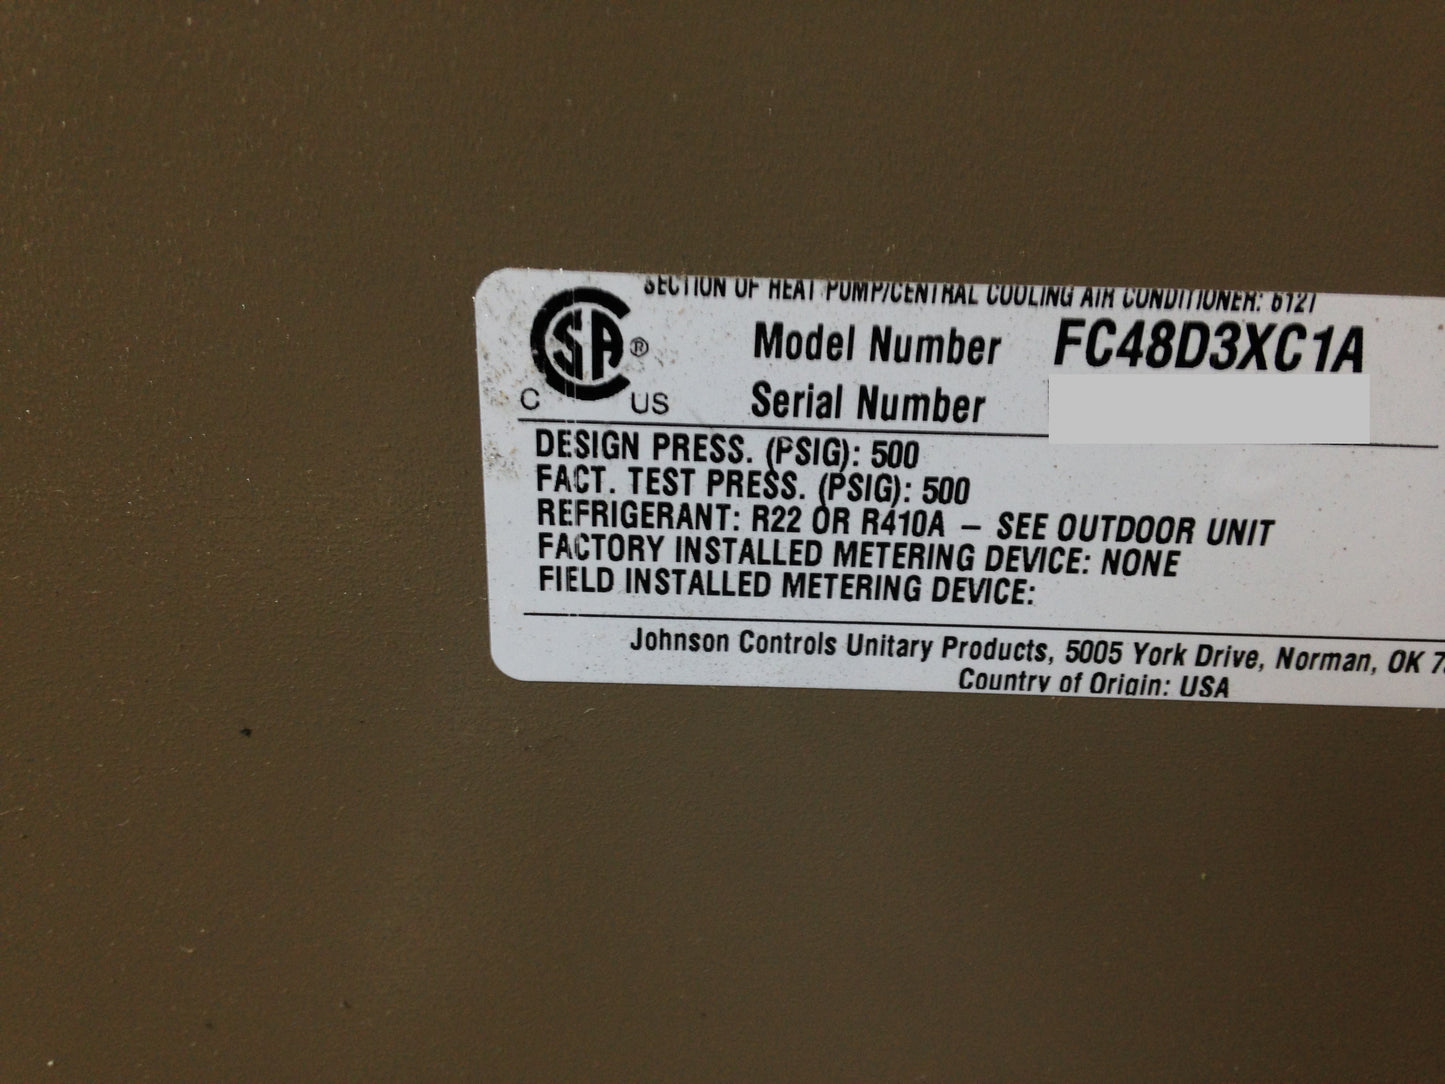 SECTION OF HEAT PUMP/CENTRAL COOLING AIR CONDITIONER: 6127
CSA ®
C US
Model Number FC48D3XC1A
Serial Number
DESIGN PRESS. (PSIG): 500
FACT. TEST PRESS. (PSIG): 500
REFRIGERANT: R22 OR R410A – SEE OUTDOOR UNIT
FACTORY INSTALLED METERING DEVICE: NONE
FIELD INSTALLED METERING DEVICE:
Johnson Controls Unitary Products, 5005 York Drive, Norman, OK
Country of Origin: USA